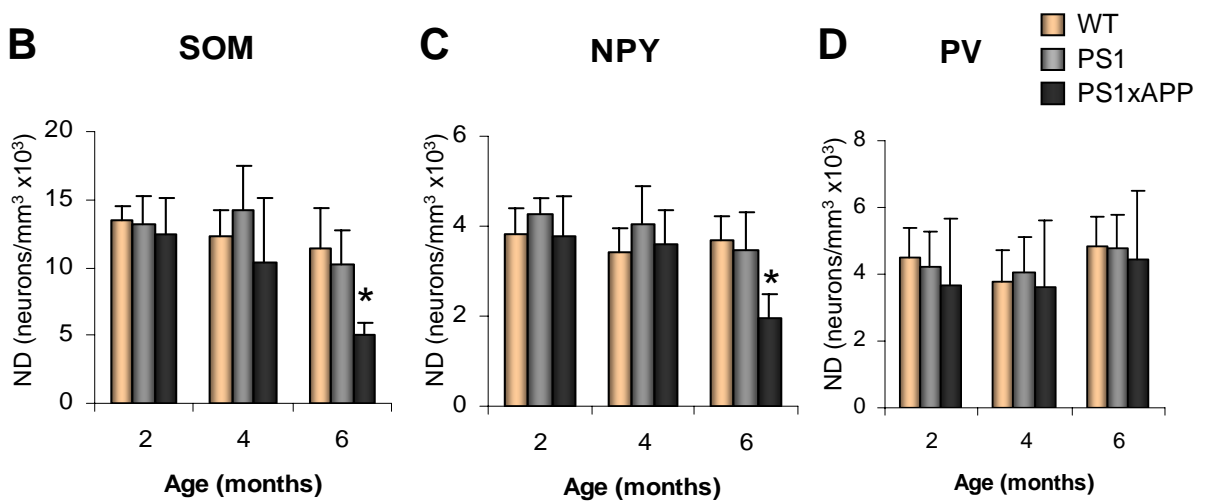 B SOM
C NPY
D PV
WT
PS1
PS1xAPP
ND (neurons/mm³ x10³)
20
15
10
5
0
*
2 4 6
Age (months)
ND (neurons/mm³ x10³)
6
4
2
0
*
2 4 6
Age (months)
ND (neurons/mm³ x10³)
8
6
4
2
0
2 4 6
Age (months)